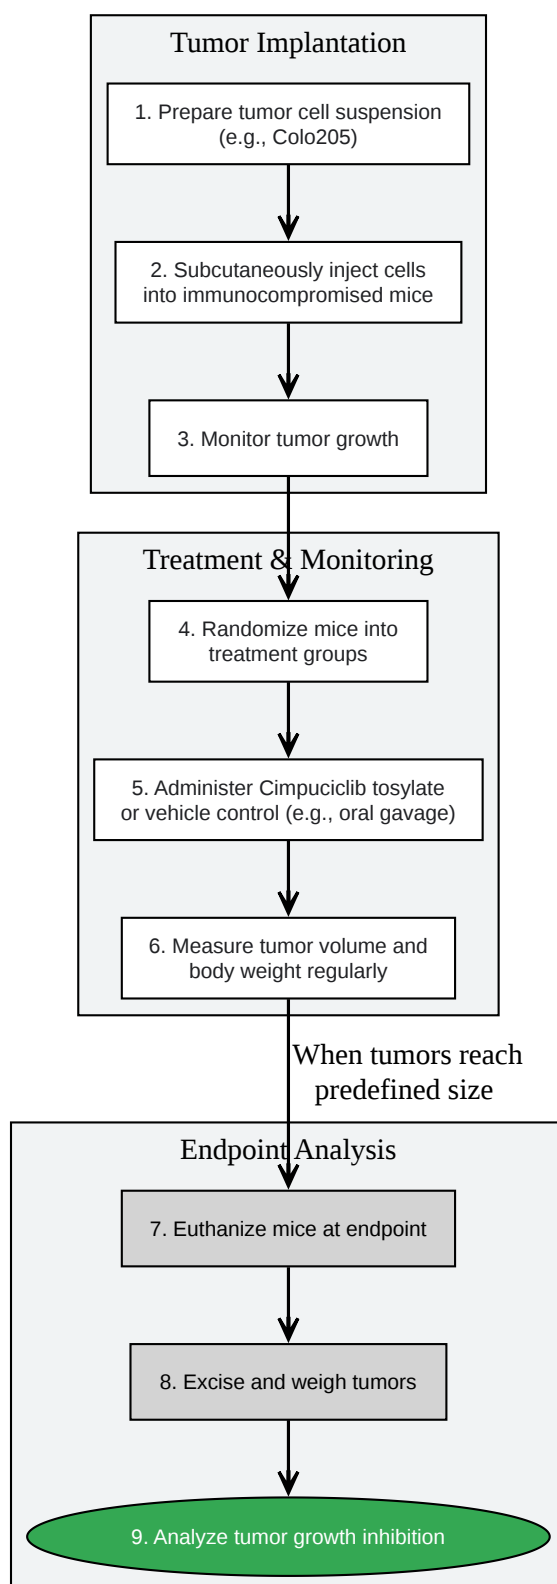 Tumor Implantation
1. Prepare tumor cell suspension
(e.g., Colo205)
2. Subcutaneously inject cells
into immunocompromised mice
3. Monitor tumor growth
Treatment & Monitoring
4. Randomize mice into
treatment groups
5. Administer Cimpuciclib tosylate
or vehicle control (e.g., oral gavage)
6. Measure tumor volume and
body weight regularly
When tumors reach
predefined size
Endpoint Analysis
7. Euthanize mice at endpoint
8. Excise and weigh tumors
9. Analyze tumor growth inhibition